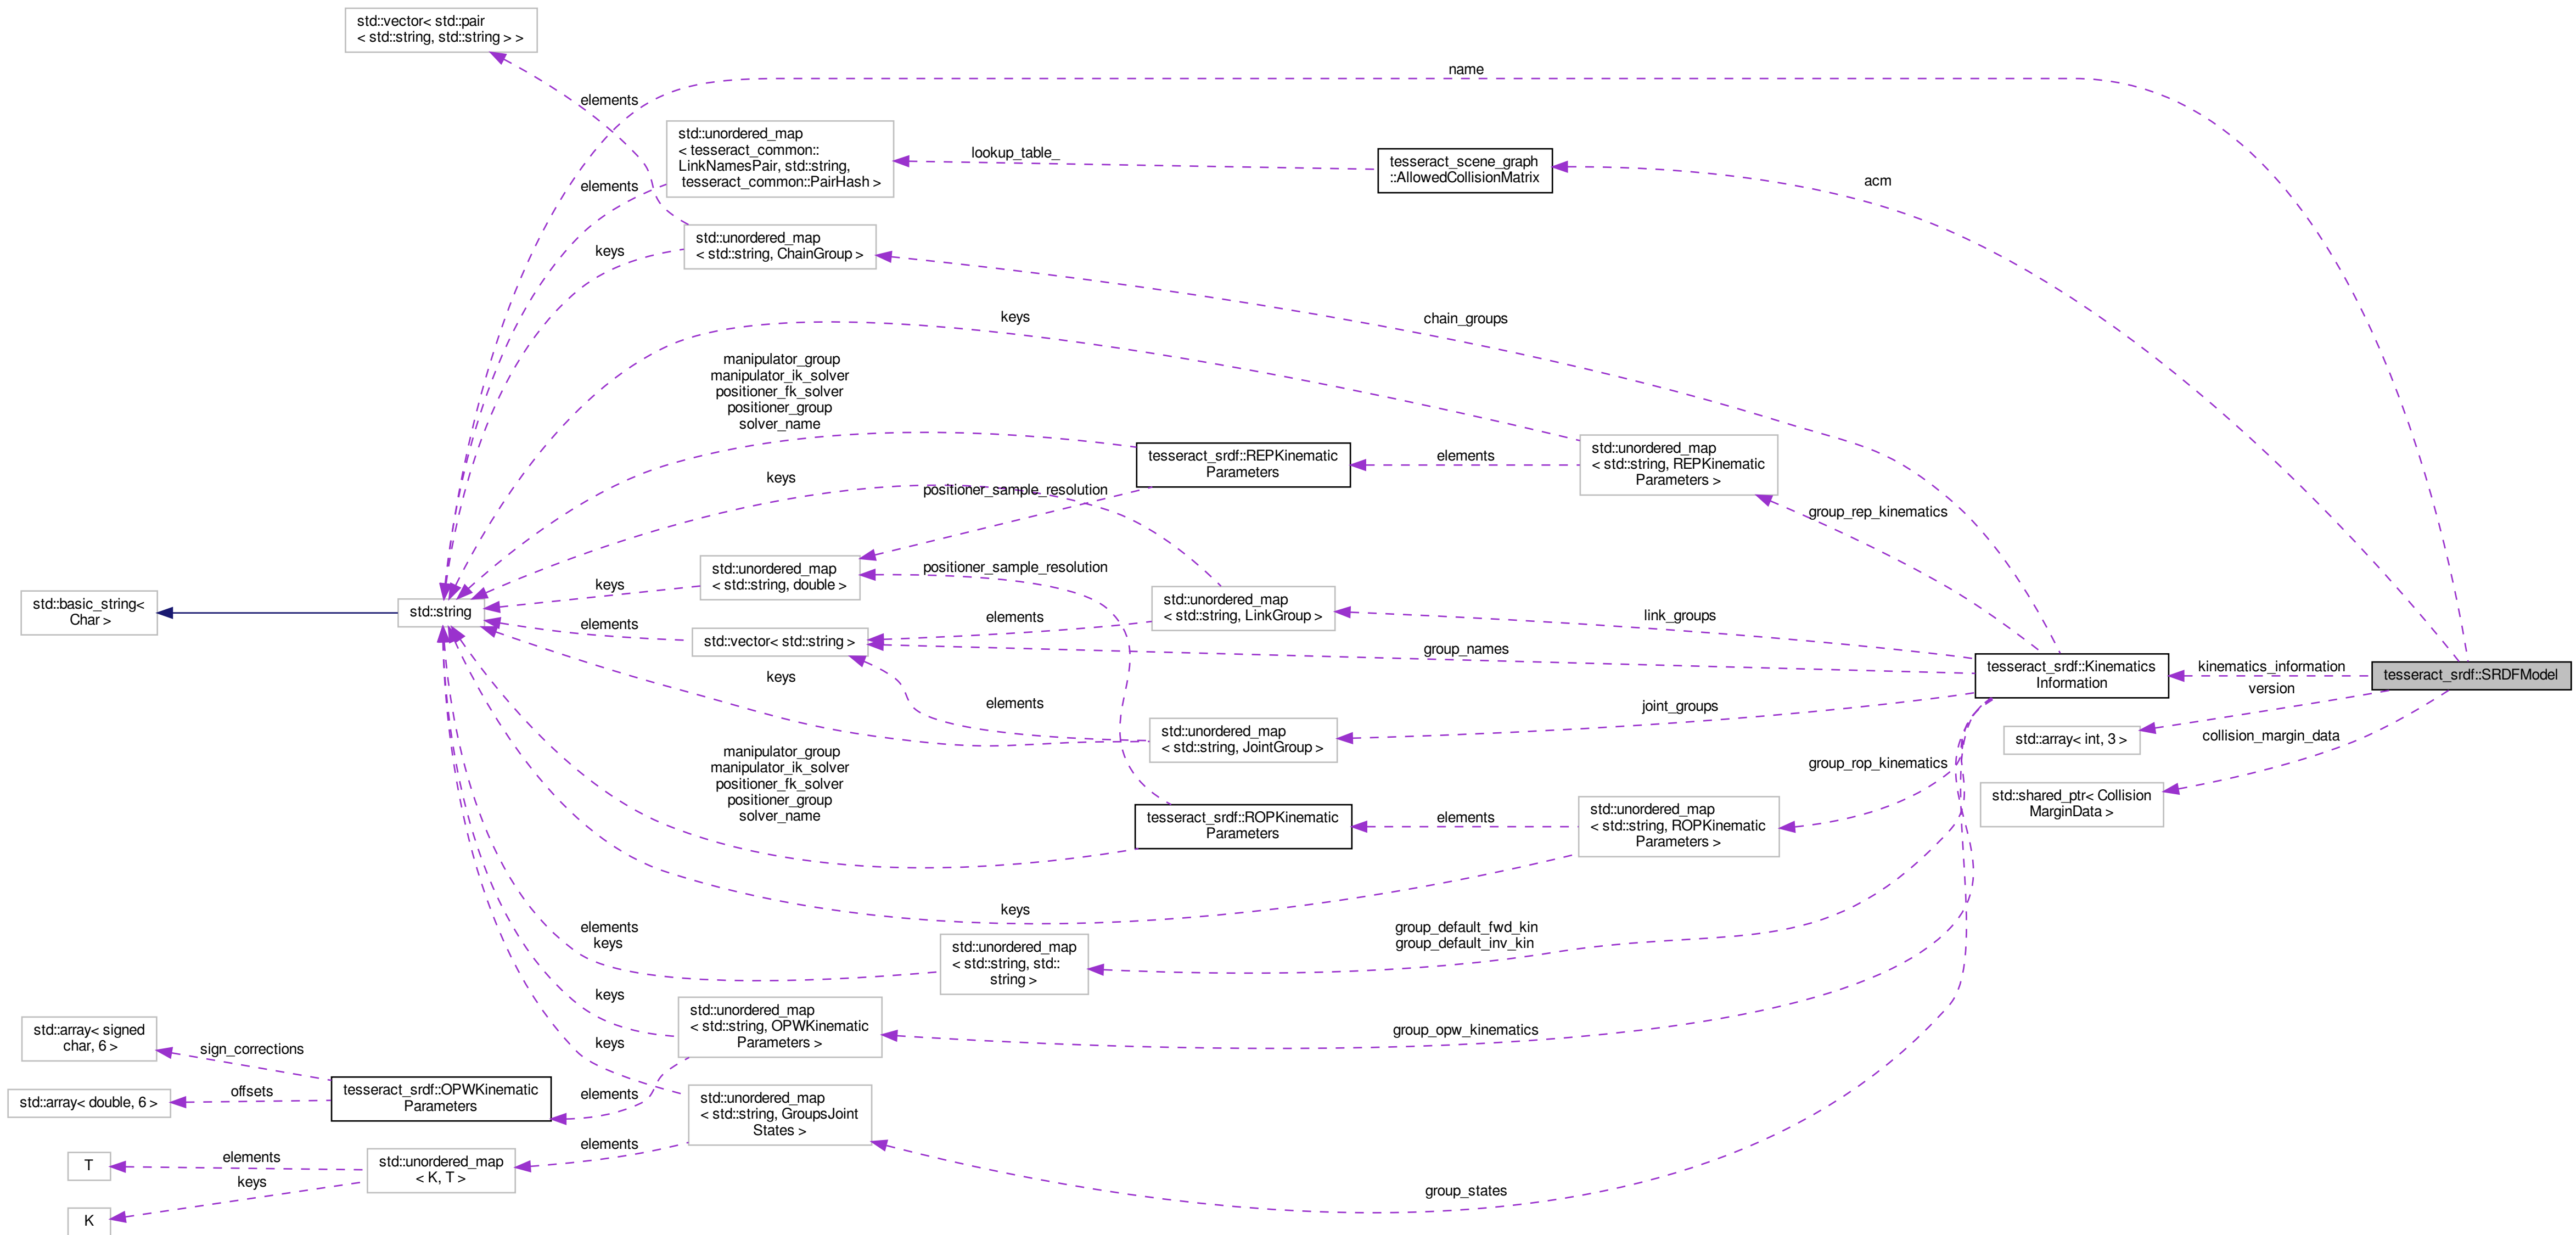 std::vector< std::pair
< std::string, std::string > >
name
elements
std::unordered_map
< tesseract_common::
LinkNamesPair, std::string,
tesseract_common::PairHash >
lookup_table_
tesseract_scene_graph
::AllowedCollisionMatrix
acm
elements
std::unordered_map
< std::string, ChainGroup >
keys
keys
chain_groups
manipulator_group
manipulator_ik_solver
positioner_fk_solver
positioner_group
solver_name
tesseract_srdf::REPKinematic
Parameters
elements
std::unordered_map
< std::string, REPKinematic
Parameters >
keys
positioner_sample_resolution
group_rep_kinematics
std::unordered_map
< std::string, double >
positioner_sample_resolution
keys
std::basic_string<
Char >
std::string
std::unordered_map
< std::string, LinkGroup >
link_groups
elements
std::vector< std::string >
elements
group_names
tesseract_srdf::Kinematics
Information
kinematics_information
tesseract_srdf::SRDFModel
keys
version
elements
joint_groups
std::unordered_map
< std::string, JointGroup >
std::array< int, 3 >
collision_margin_data
manipulator_group
manipulator_ik_solver
positioner_fk_solver
positioner_group
solver_name
group_rop_kinematics
std::shared_ptr< Collision
MarginData >
tesseract_srdf::ROPKinematic
Parameters
elements
std::unordered_map
< std::string, ROPKinematic
Parameters >
keys
elements
keys
std::unordered_map
< std::string, std::
string >
group_default_fwd_kin
group_default_inv_kin
keys
std::unordered_map
< std::string, OPWKinematic
Parameters >
group_opw_kinematics
std::array< signed
char, 6 >
sign_corrections
keys
std::array< double, 6 >
offsets
tesseract_srdf::OPWKinematic
Parameters
elements
std::unordered_map
< std::string, GroupsJoint
States >
elements
T
elements
std::unordered_map
< K, T >
keys
group_states
K